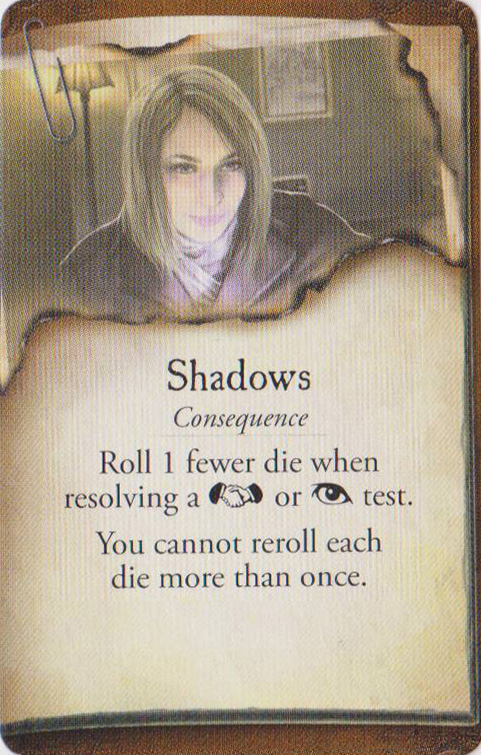 Shadows
Consequence
Roll 1 fewer die when
resolving a or test.
You cannot reroll each
die more than once.